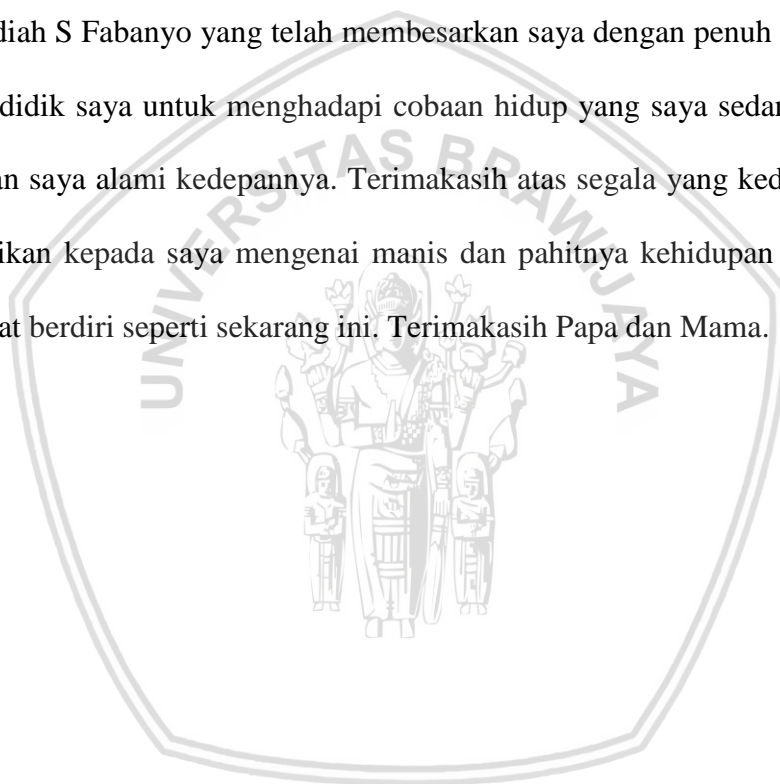 diah S Fabanyo yang telah membesarkan saya dengan penuh
didik saya untuk menghadapi cobaan hidup yang saya sedar
an saya alami kedepannya. Terimakasih atas segala yang ked
ikan kepada saya mengenai manis dan pahitnya kehidupan
at berdiri seperti sekarang ini. Terimakasih Papa dan Mama.
UNIVERSITAS BRAWIJAYA